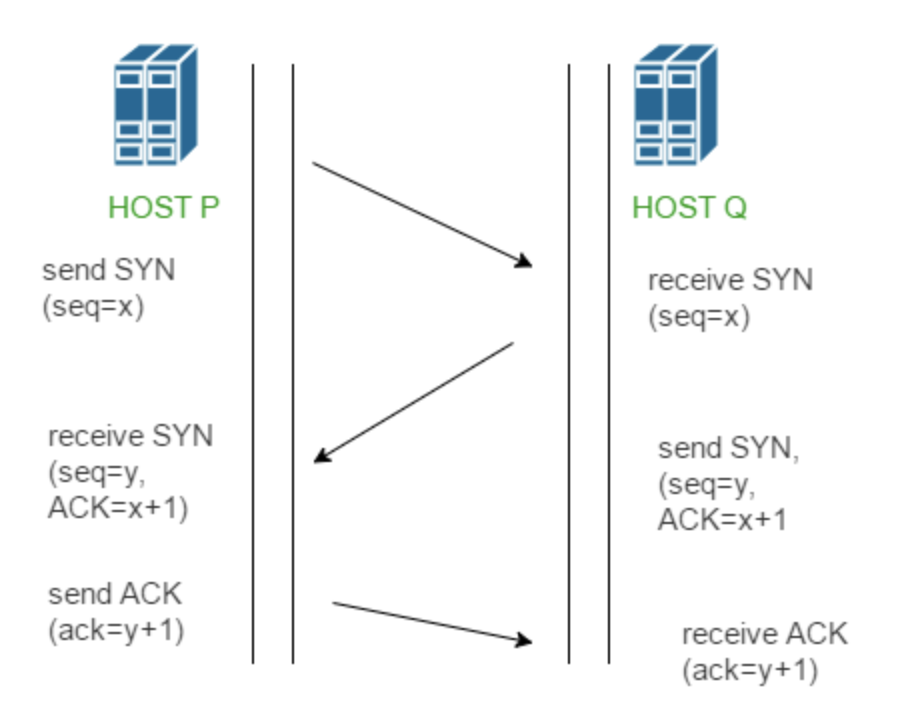 HOST P
HOST Q
send SYN
(seq=x)
receive SYN
(seq=x)
receive SYN
(seq=y,
ACK=x+1)
send SYN,
(seq=y,
ACK=x+1
send ACK
(ack=y+1)
receive ACK
(ack=y+1)